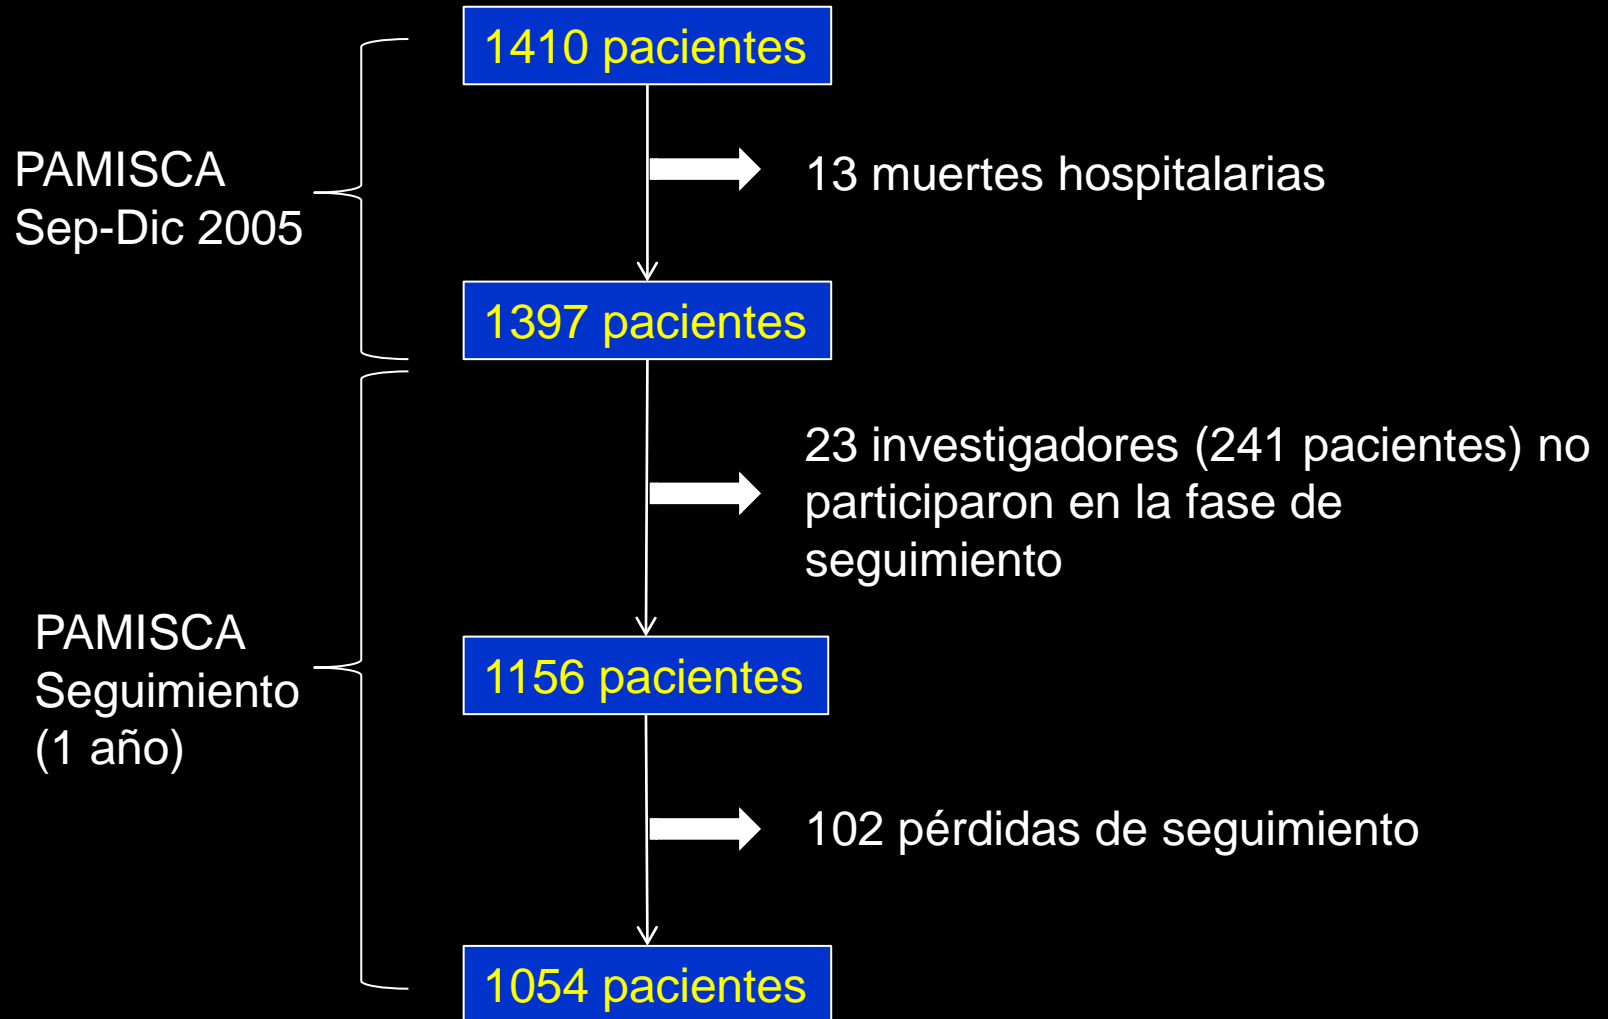 1410 pacientes
PAMISCA
Sep-Dic 2005
13 muertes hospitalarias
1397 pacientes
23 investigadores (241 pacientes) no
participaron en la fase de
seguimiento
PAMISCA
Seguimiento
(1 año)
1156 pacientes
102 pérdidas de seguimiento
1054 pacientes